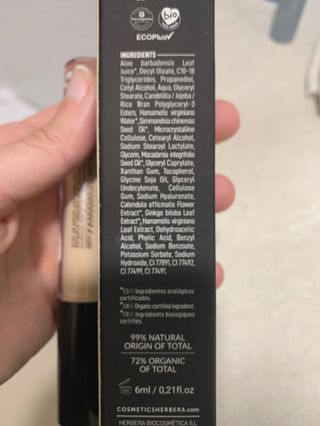 bio
ECOPlus
INGREDIENTS
Aloe barbadensis Leaf
Juice*, Decyl Oleate, C10-18
Triglycerides, Propanediol,
Cetyl Alcohol, Aqua, Glyceryl
Stearate, Candelilla / Jojoba /
Rice Bran Polyglyceryl-3
Esters, Hamamelis virginiana
Water*, Simmondsia chinensis
Seed Oil*, Microcrystalline
Cellulose, Cetearyl Alcohol,
Sodium Stearoyl Lactylate,
Glycerin, Macadamia integrifolia
Seed Oil*, Glyceryl Caprylate,
Xanthan Gum, Tocopherol,
Glycine Soja Oil, Glyceryl
Undecylenate, Cellulose
Gum, Sodium Hyaluronate,
Calendula officinalis Flower
Extract*, Ginkgo biloba Leaf
Extract*, Hamamelis virginiana
Leaf Extract, Dehydroacetic
Acid, Phytic Acid, Benzyl
Alcohol, Sodium Benzoate,
Potassium Sorbate, Sodium
Hydroxide, CI 77891, CI 77492,
CI 77499, CI 77491.
*ES// Ingredientes ecológicos
certificados.
*EN// Organic certified ingredient.
*FR// Ingrédients biologiques
certifiés.
99% NATURAL
ORIGIN OF TOTAL
72% ORGANIC
OF TOTAL
6ml / 0,21fl.oz
COSMETICSHERBERA.COM
HERBERA BIOCOSMÉTICA S.L